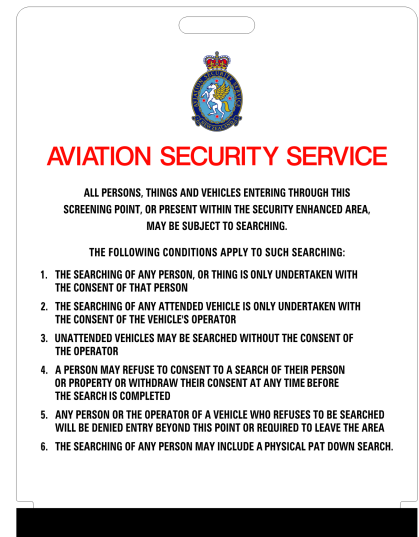 AVIATION SECURITY SERVICE
ALL PERSONS, THINGS AND VEHICLES ENTERING THROUGH THIS
SCREENING POINT, OR PRESENT WITHIN THE SECURITY ENHANCED AREA,
MAY BE SUBJECT TO SEARCHING.
THE FOLLOWING CONDITIONS APPLY TO SUCH SEARCHING:
1. THE SEARCHING OF ANY PERSON, OR THING IS ONLY UNDERTAKEN WITH
THE CONSENT OF THAT PERSON
2. THE SEARCHING OF ANY ATTENDED VEHICLE IS ONLY UNDERTAKEN WITH
THE CONSENT OF THE VEHICLE'S OPERATOR
3. UNATTENDED VEHICLES MAY BE SEARCHED WITHOUT THE CONSENT OF
THE OPERATOR
4. A PERSON MAY REFUSE TO CONSENT TO A SEARCH OF THEIR PERSON
OR PROPERTY OR WITHDRAW THEIR CONSENT AT ANY TIME BEFORE
THE SEARCH IS COMPLETED
5. ANY PERSON OR THE OPERATOR OF A VEHICLE WHO REFUSES TO BE SEARCHED
WILL BE DENIED ENTRY BEYOND THIS POINT OR REQUIRED TO LEAVE THE AREA
6. THE SEARCHING OF ANY PERSON MAY INCLUDE A PHYSICAL PAT DOWN SEARCH.